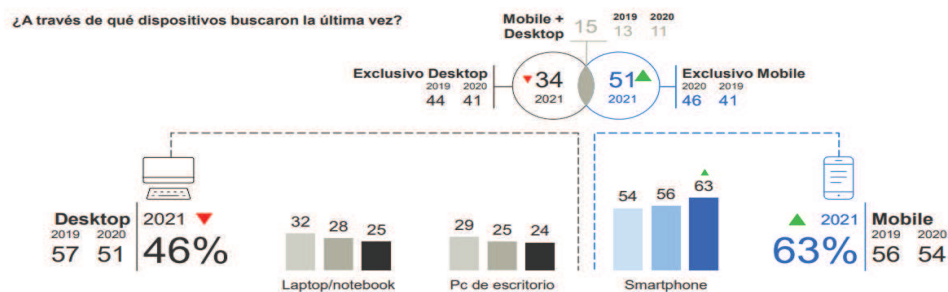 ¿A través de qué dispositivos buscaron la última vez?
Mobile +
Desktop
15
2019 2020
13 11
Exclusivo Desktop
2019 2020
44 41
34
2021
51
2021
Exclusivo Mobile
2020 2019
46 41
Desktop
2019 2020
57 51
2021
46%
32 28 25
Laptop/notebook
29 25 24
Pc de escritorio
54 56 63
Smartphone
2021
63%
Mobile
2019 2020
56 54